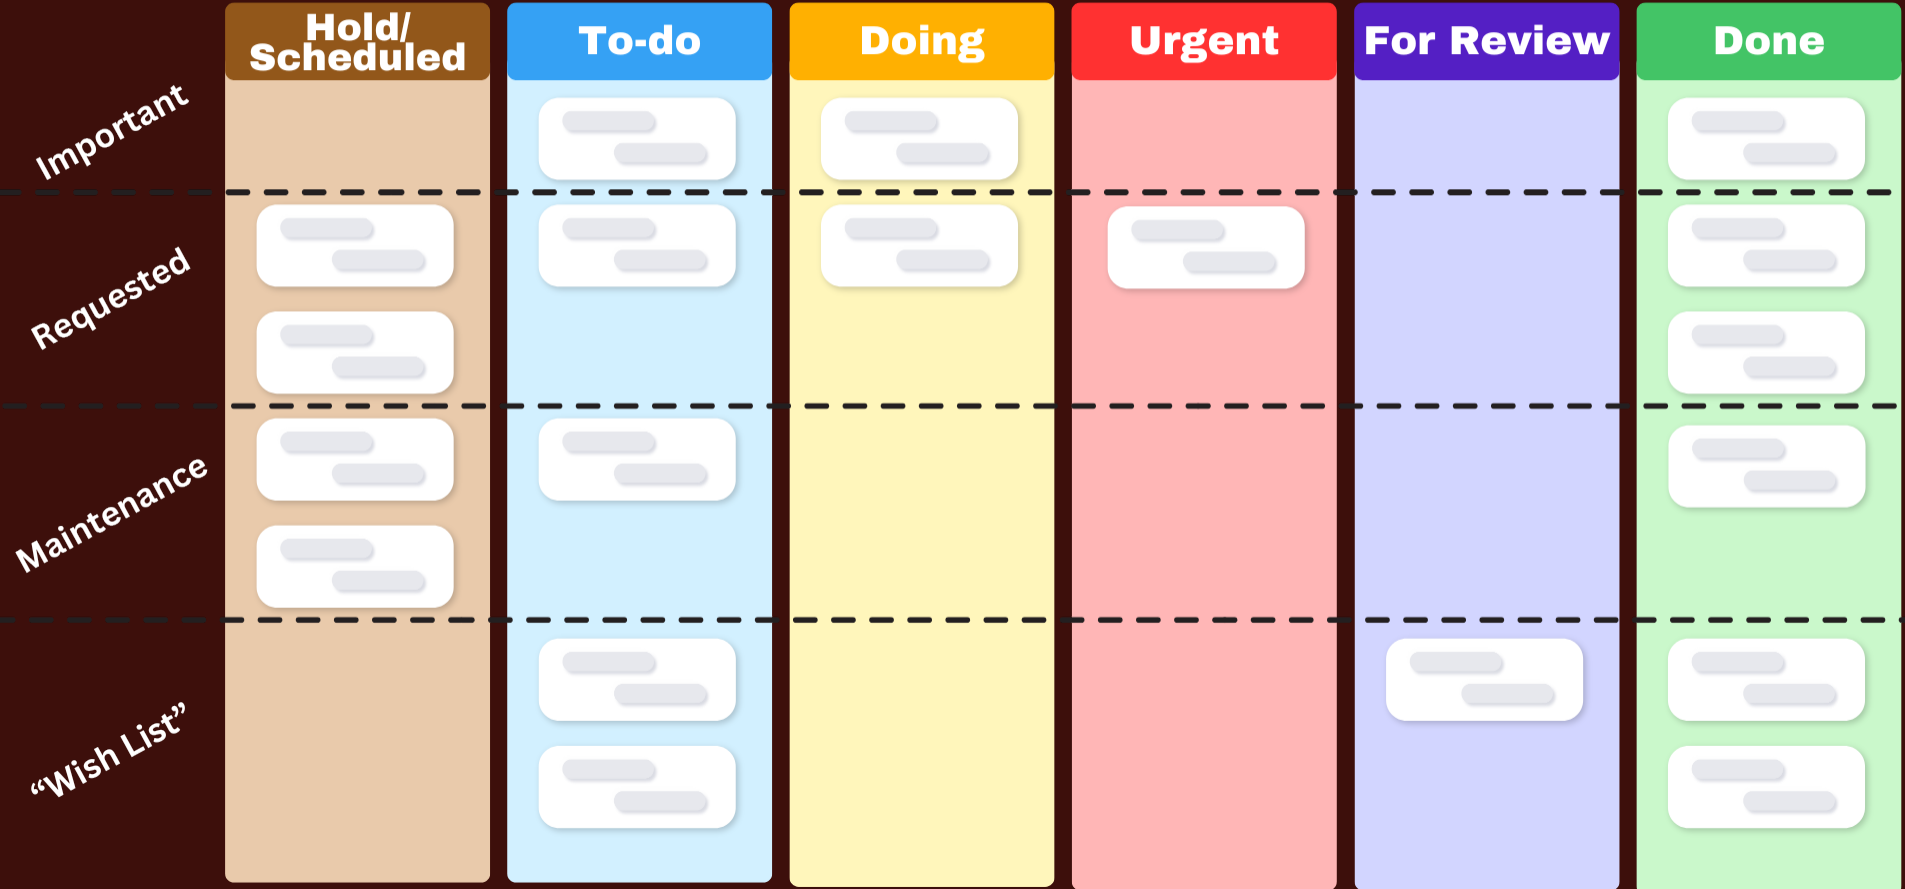 Hold/
Scheduled
To-do
Doing
Urgent
For Review
Done
Important
Requested
Maintenance
“Wish List”